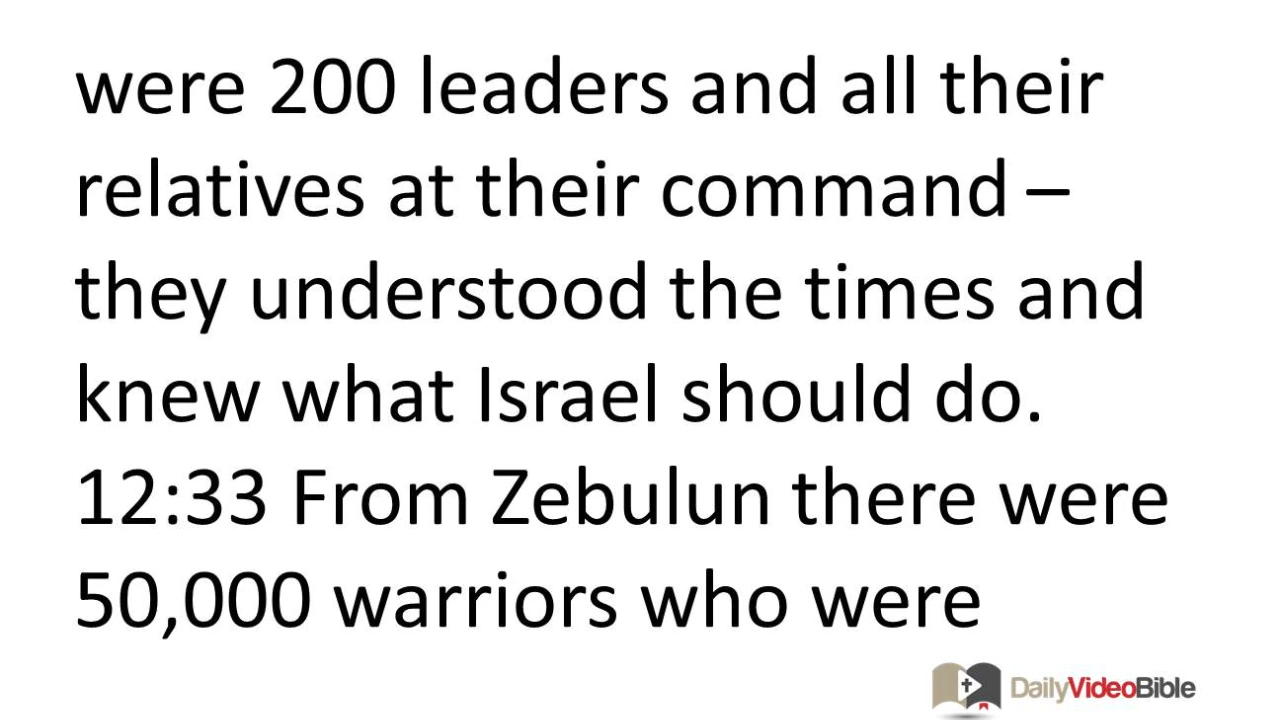 were 200 leaders and all their
relatives at their command –
they understood the times and
knew what Israel should do.
12:33 From Zebulun there were
50,000 warriors who were
DailyVideoBible